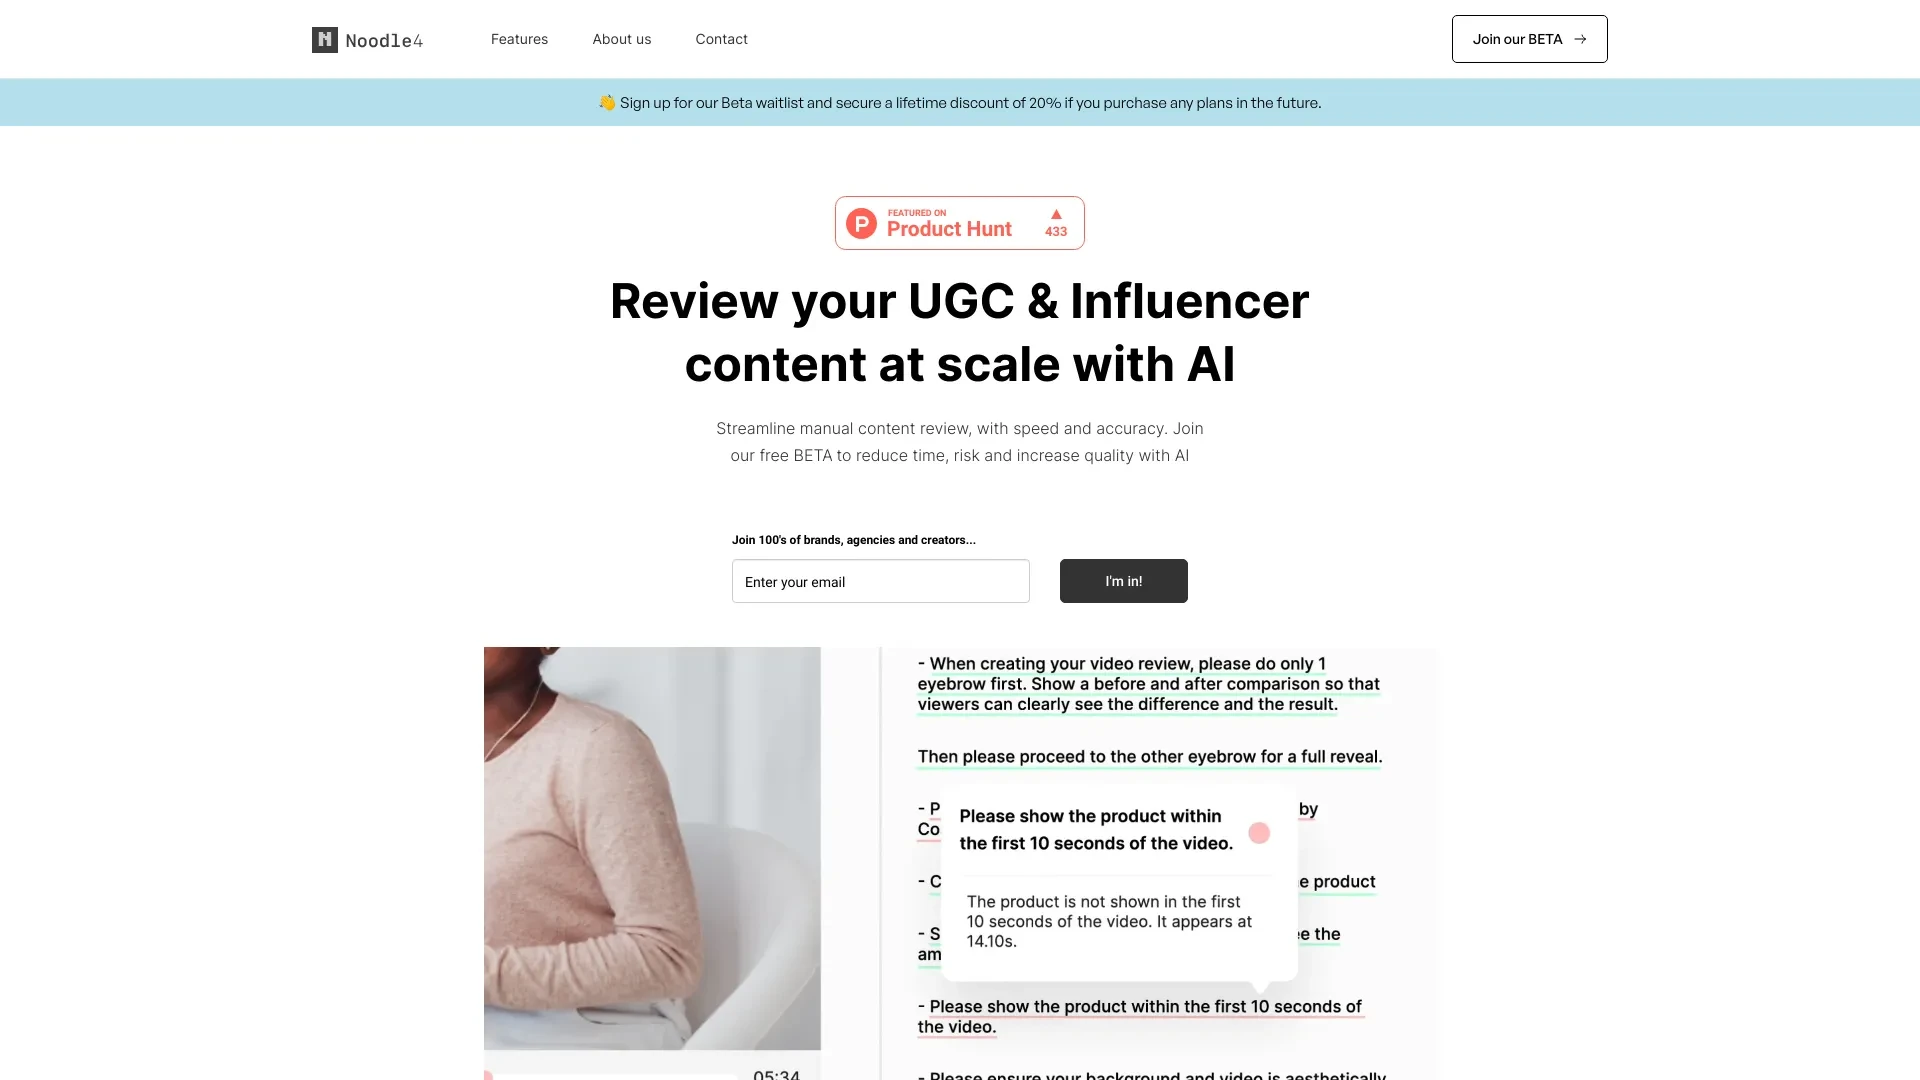 Noodle4
Features
About us
Contact
Join our BETA
👋 Sign up for our Beta waitlist and secure a lifetime discount of 20% if you purchase any plans in the future.
FEATURED ON
Product Hunt
433
Review your UGC & Influencer
content at scale with AI
Streamline manual content review, with speed and accuracy. Join
our free BETA to reduce time, risk and increase quality with AI
Join 100's of brands, agencies and creators...
Enter your email
I'm in!
- When creating your video review, please do only 1
eyebrow first. Show a before and after comparison so that
viewers can clearly see the difference and the result.
Then please proceed to the other eyebrow for a full reveal.
by
Please show the product within
the first 10 seconds of the video.
product
The product is not shown in the first
10 seconds of the video. It appears at
14.10s.
the
- Please show the product within the first 10 seconds of
the video.
05:34
- Please ensure your background and video is aesthetically